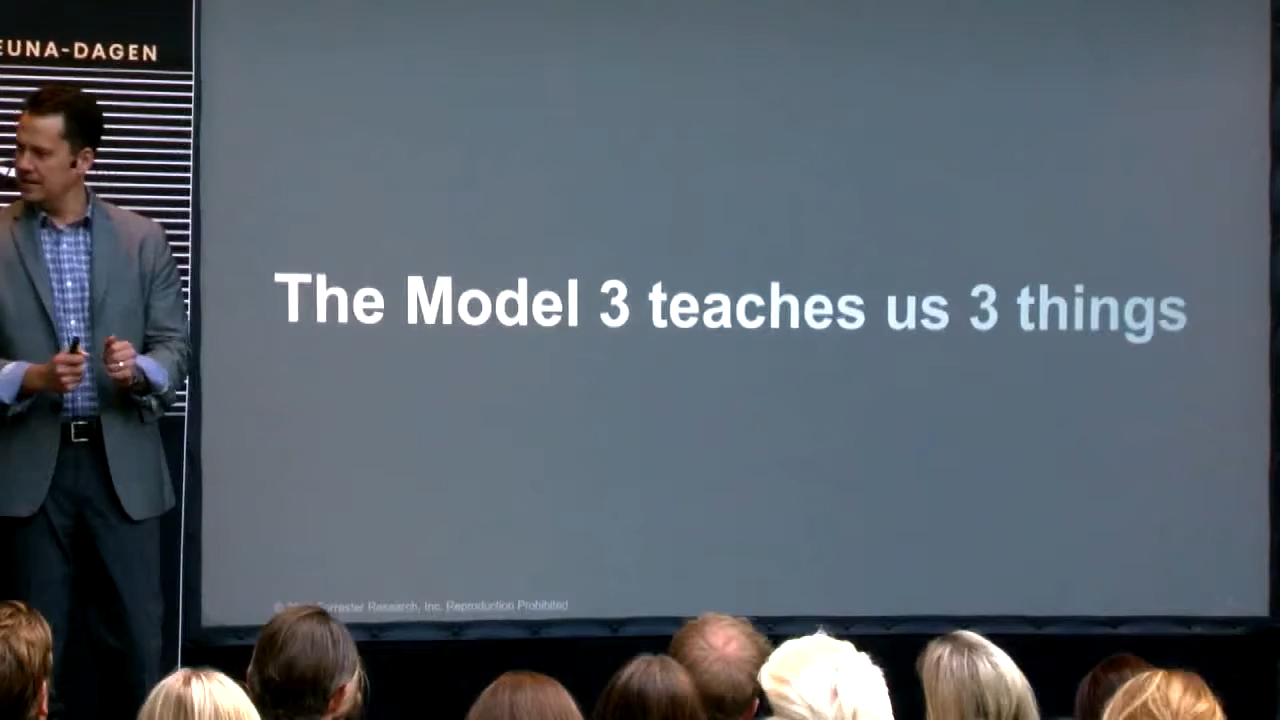 EUNA-DAGEN
The Model 3 teaches us 3 things
© Forrester Research, Inc. Reproduction Prohibited